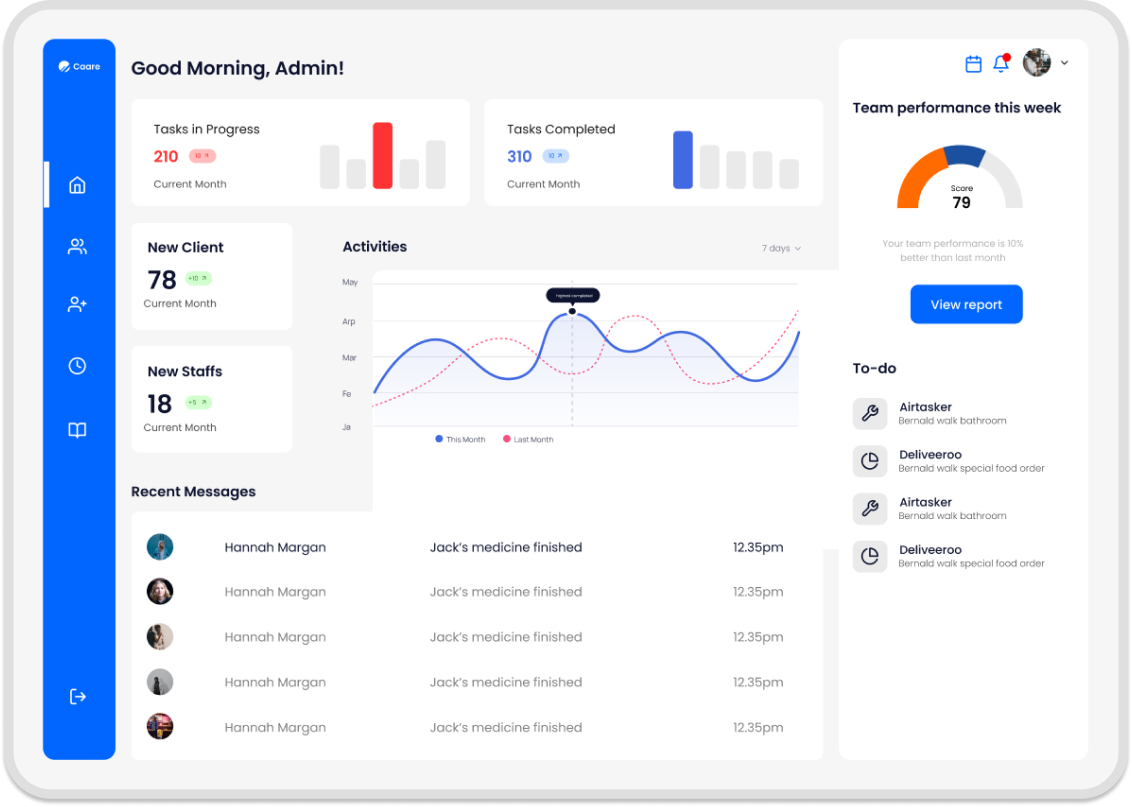 Caare
Good Morning, Admin!
Tasks in Progress
210 10
Current Month
Tasks Completed
310 10
Current Month
New Client
78 +10
Current Month
New Staffs
18 +5
Current Month
Activities
7 days
May
Arp
Mar
Fe
Ja
Highest completed
This Month
Last Month
Recent Messages
Hannah Margan Jack's medicine finished 12.35pm
Hannah Margan Jack's medicine finished 12.35pm
Hannah Margan Jack's medicine finished 12.35pm
Hannah Margan Jack's medicine finished 12.35pm
Hannah Margan Jack's medicine finished 12.35pm
Team performance this week
Score
79
Your team performance is 10%
better than last month
View report
To-do
Airtasker
Bernald walk bathroom
Deliveeroo
Bernald walk special food order
Airtasker
Bernald walk bathroom
Deliveeroo
Bernald walk special food order